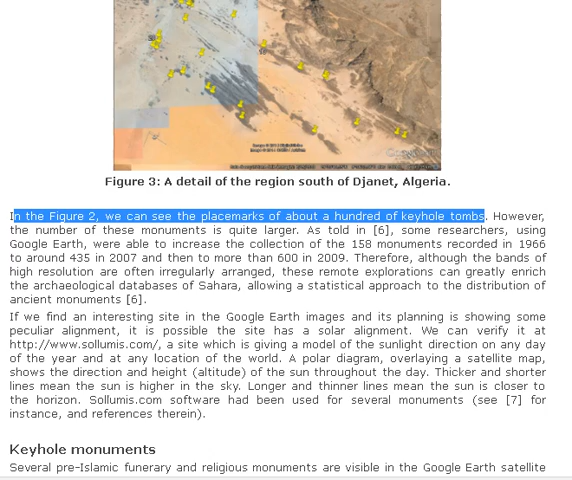 Figure 3: A detail of the region south of Djanet, Algeria.
In the Figure 2, we can see the placemarks of about a hundred of keyhole tombs. However,
the number of these monuments is quite larger. As told in [6], some researchers, using
Google Earth, were able to increase the collection of the 158 monuments recorded in 1966
to around 435 in 2007 and then to more than 600 in 2009. Therefore, although the bands of
high resolution are often irregularly arranged, these remote explorations can greatly enrich
the archaeological databases of Sahara, allowing a statistical approach to the distribution of
ancient monuments [6].
If we find an interesting site in the Google Earth images and its planning is showing some
peculiar alignment, it is possible the site has a solar alignment. We can verify it at
http://www.sollumis.com/, a site which is giving a model of the sunlight direction on any day
of the year and at any location of the world. A polar diagram, overlaying a satellite map,
shows the direction and height (altitude) of the sun throughout the day. Thicker and shorter
lines mean the sun is higher in the sky. Longer and thinner lines mean the sun is closer to
the horizon. Sollumis.com software had been used for several monuments (see [7] for
instance, and references therein).
Keyhole monuments
Several pre-Islamic funerary and religious monuments are visible in the Google Earth satellite